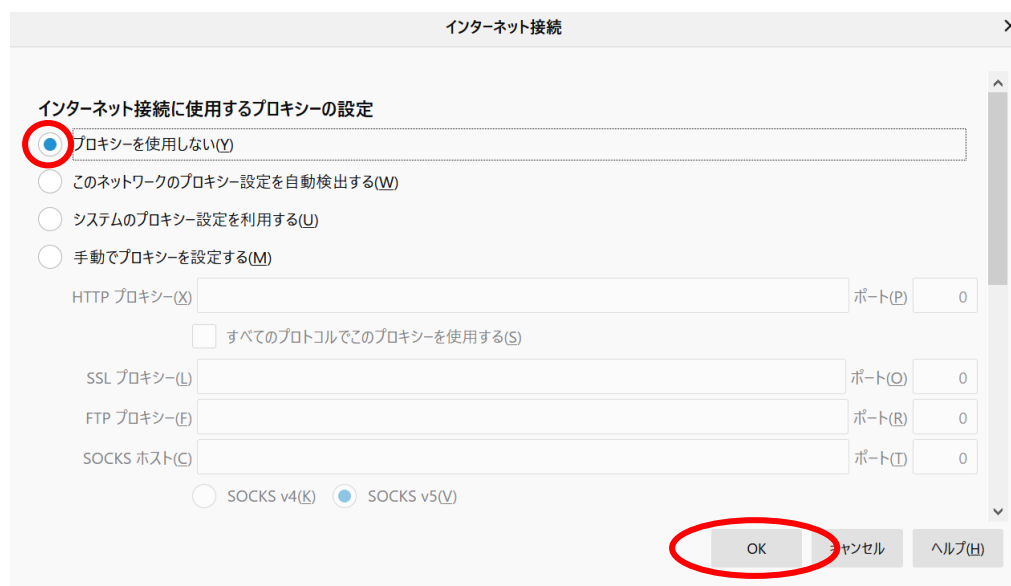 インターネット接続
インターネット接続に使用するプロキシーの設定
プロキシーを使用しない(Y)
このネットワークのプロキシー設定を自動検出する(W)
システムのプロキシー設定を利用する(U)
手動でプロキシーを設定する(M)
HTTP プロキシー(X) ポート(P) 0
すべてのプロトコルでこのプロキシーを使用する(S)
SSL プロキシー(L) ポート(O) 0
FTP プロキシー(F) ポート(R) 0
SOCKS ホスト(C) ポート(T) 0
SOCKS v4(K) SOCKS v5(V)
OK キャンセル ヘルプ(H)